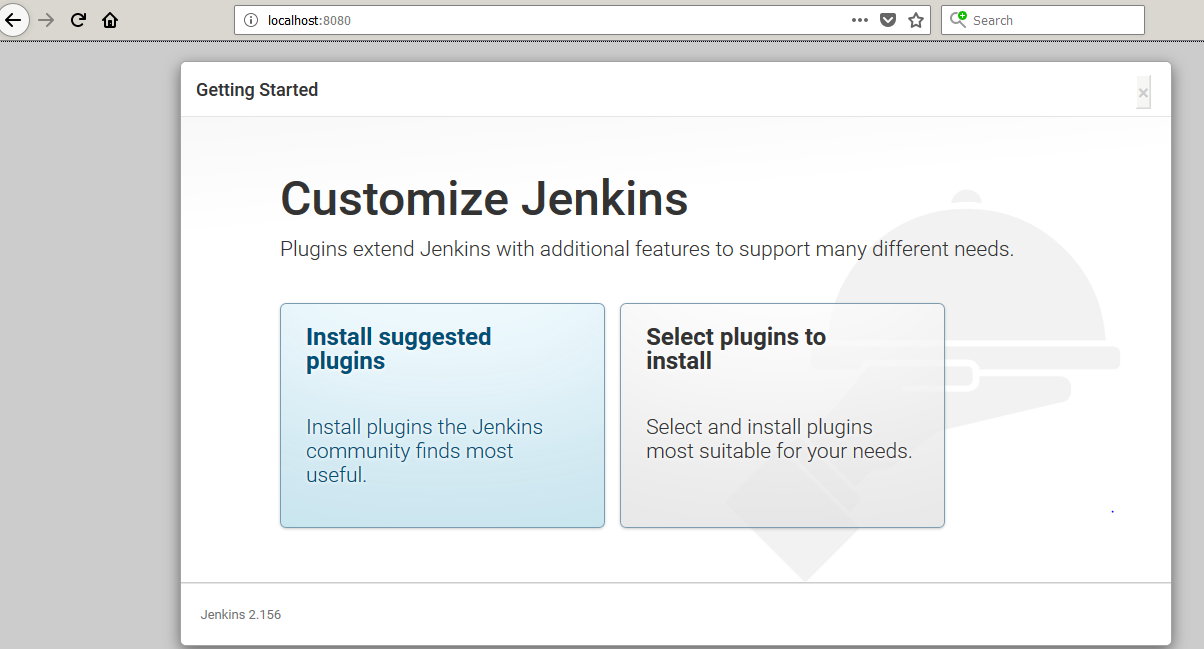 localhost:8080
Search
Getting Started
Customize Jenkins
Plugins extend Jenkins with additional features to support many different needs.
Install suggested
plugins
Install plugins the Jenkins
community finds most
useful.
Select plugins to
install
Select and install plugins
most suitable for your needs.
Jenkins 2.156